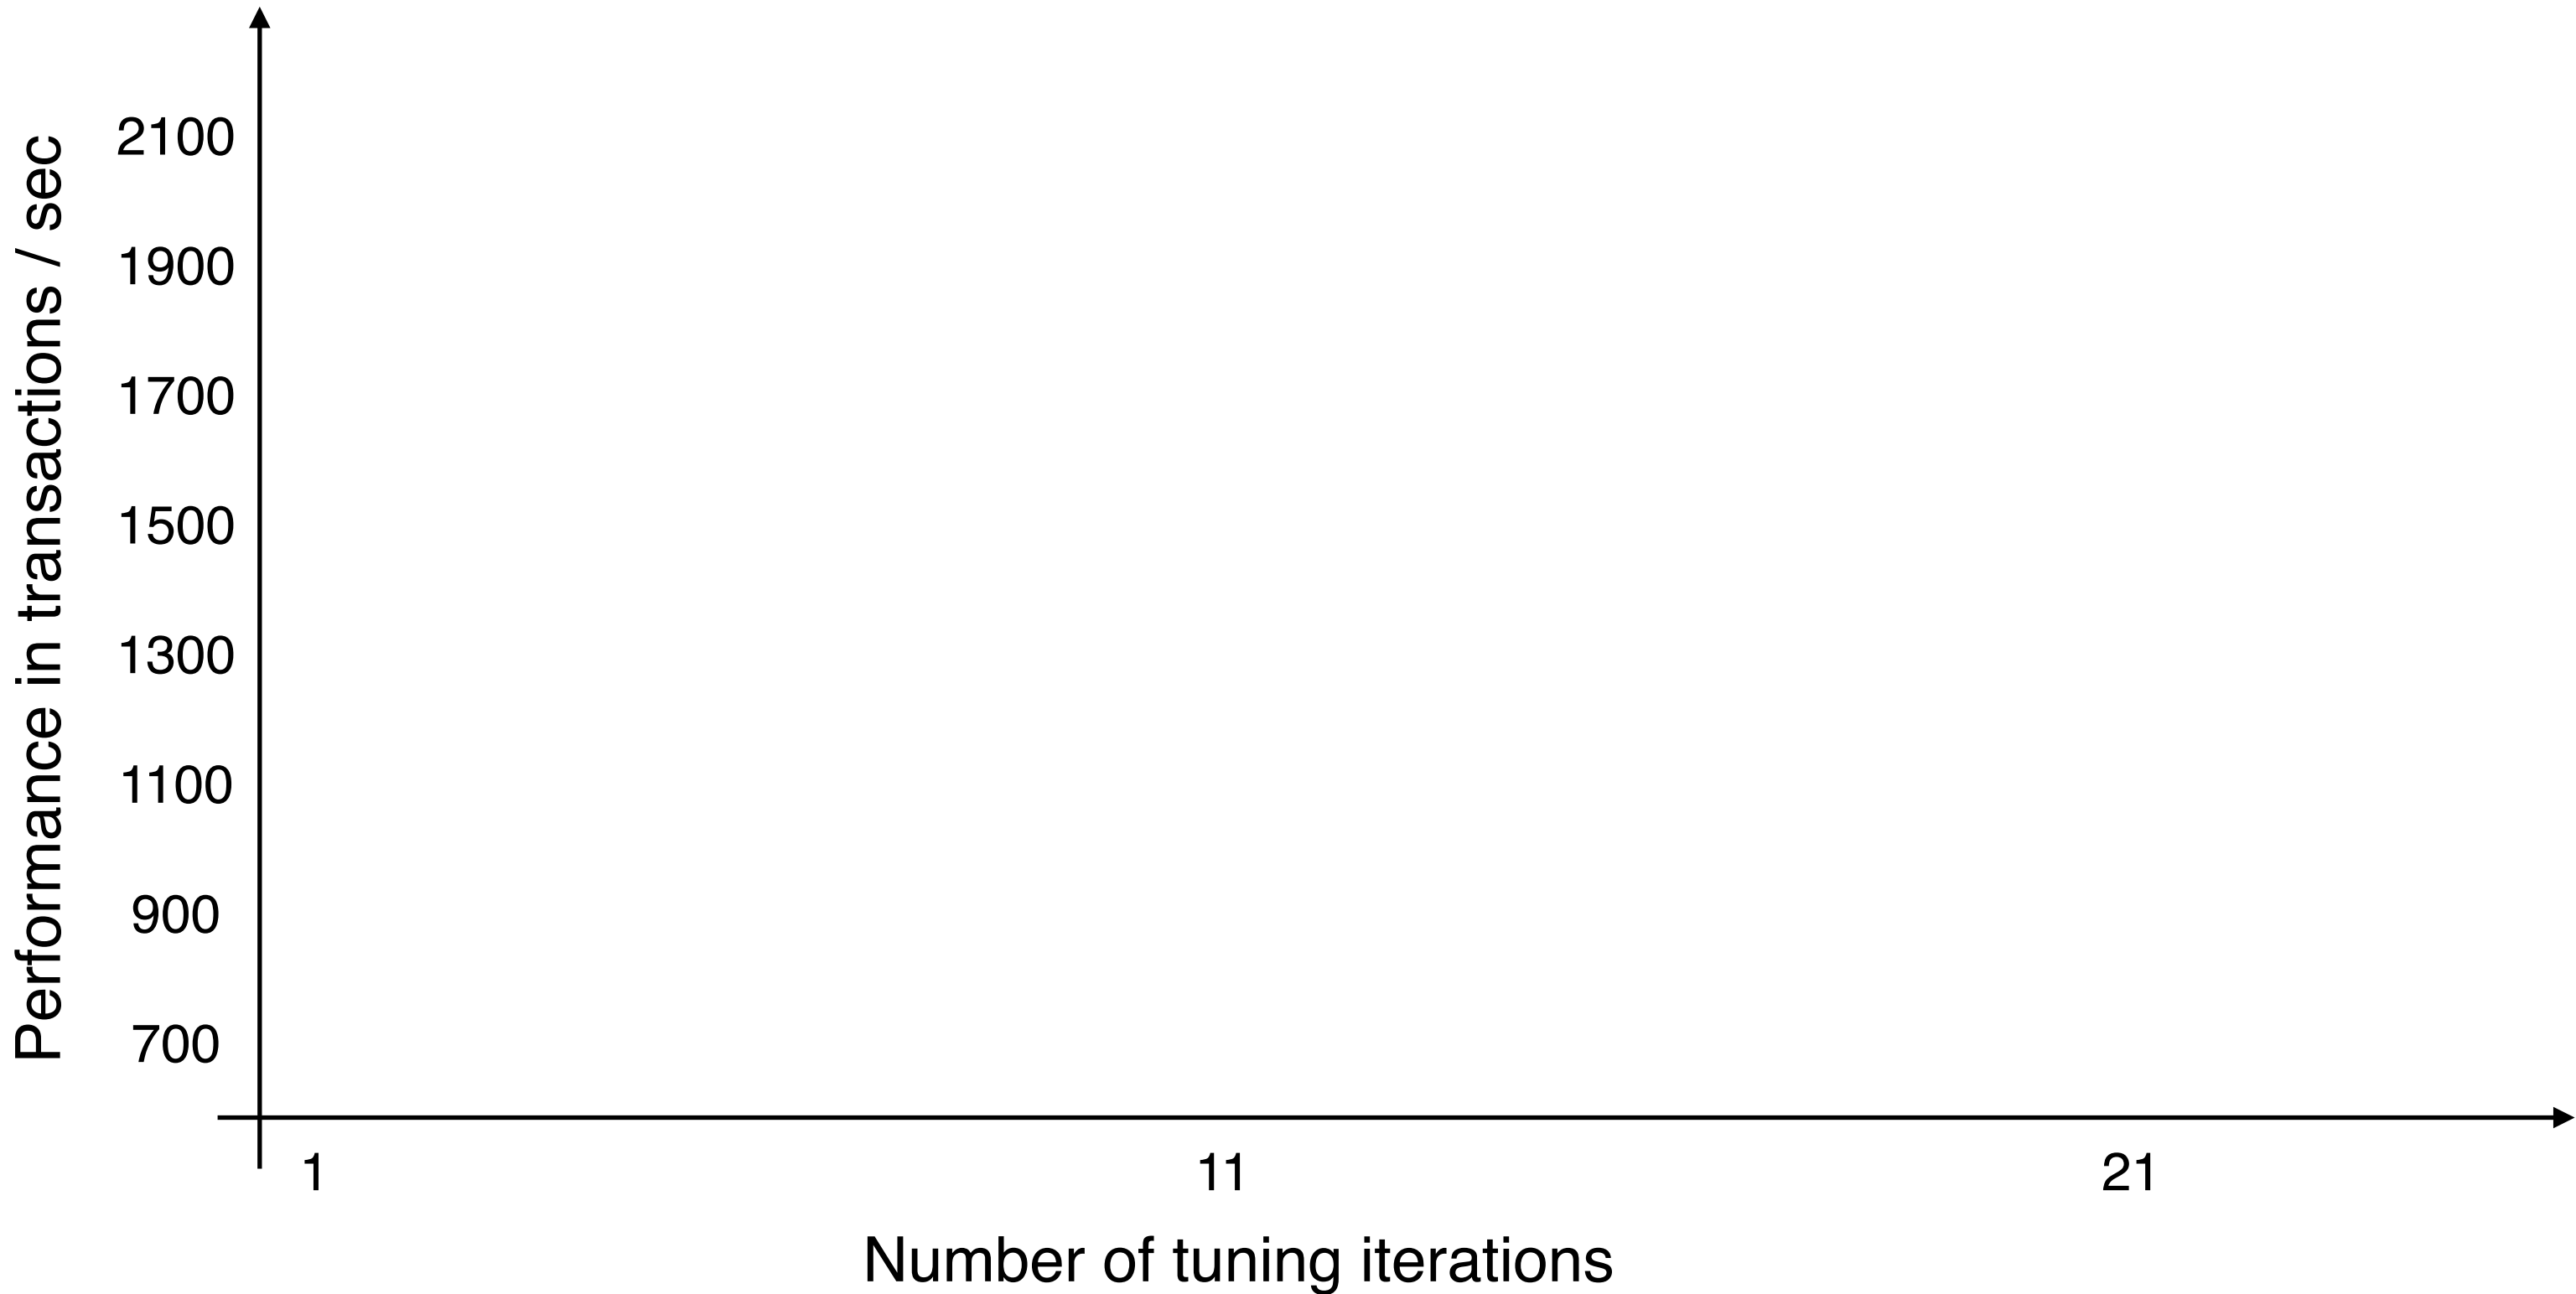 Performance in transactions / sec
2100
1900
1700
1500
1300
1100
900
700
1 11 21
Number of tuning iterations